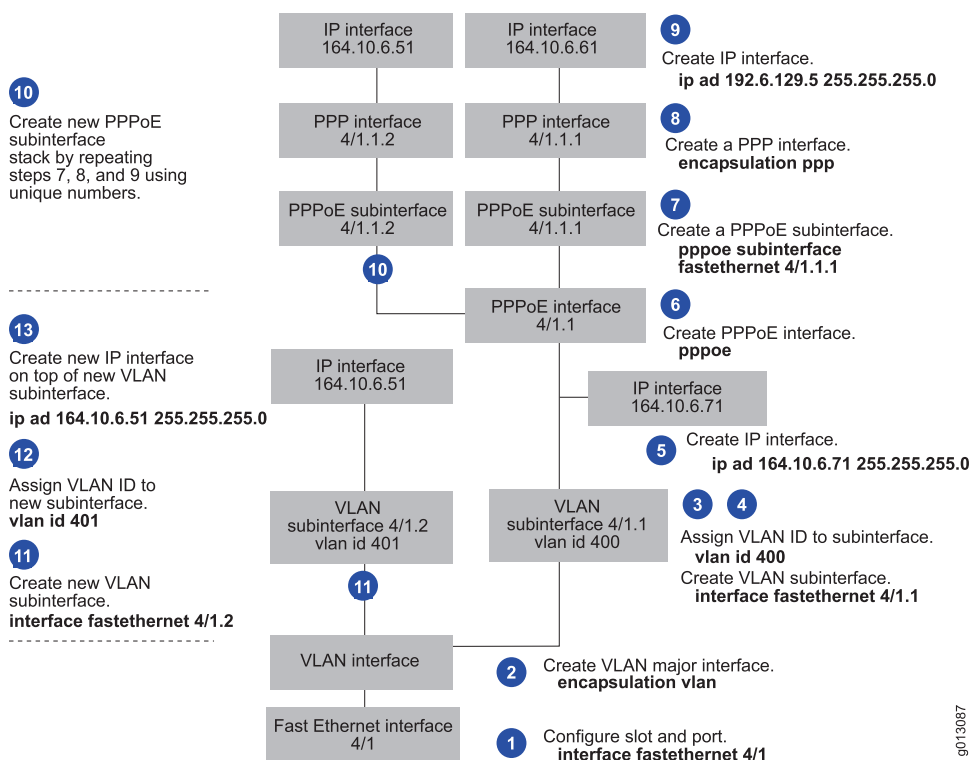 IP interface
164.10.6.51
IP interface
164.10.6.61
9
Create IP interface.
ip ad 192.6.129.5 255.255.255.0
10
Create new PPPoE
subinterface
stack by repeating
steps 7, 8, and 9 using
unique numbers.
PPP interface
4/1.1.2
PPP interface
4/1.1.1
8
Create a PPP interface.
encapsulation ppp
PPPoE subinterface
4/1.1.2
PPPoE subinterface
4/1.1.1
7
Create a PPPoE subinterface.
pppoe subinterface
fastethernet 4/1.1.1
10
PPPoE interface
4/1.1
6
Create PPPoE interface.
pppoe
13
Create new IP interface
on top of new VLAN
subinterface.
ip ad 164.10.6.51 255.255.255.0
IP interface
164.10.6.51
IP interface
164.10.6.71
5
Create IP interface.
ip ad 164.10.6.71 255.255.255.0
12
Assign VLAN ID to
new subinterface.
vlan id 401
VLAN
subinterface 4/1.2
vlan id 401
VLAN
subinterface 4/1.1
vlan id 400
3 4
Assign VLAN ID to subinterface.
vlan id 400
Create VLAN subinterface.
interface fastethernet 4/1.1
11
Create new VLAN
subinterface.
interface fastethernet 4/1.2
11
VLAN interface
2
Create VLAN major interface.
encapsulation vlan
Fast Ethernet interface
4/1
1
Configure slot and port.
interface fastethernet 4/1
g013087